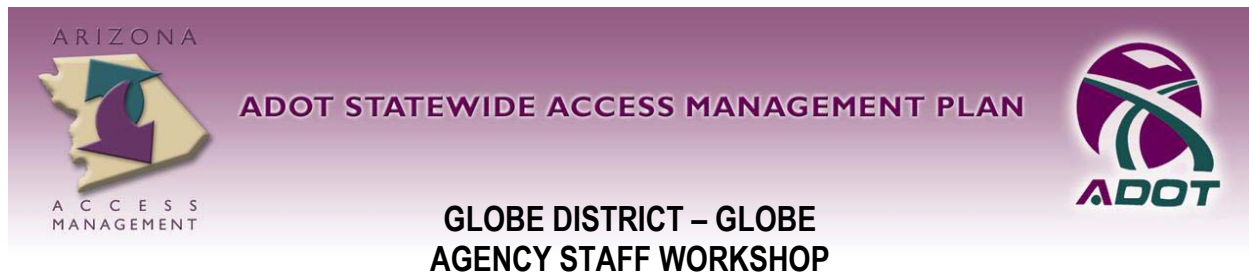 ARIZONA
ADOT STATEWIDE ACCESS MANAGEMENT PLAN
ACCESS
MANAGEMENT
ADOT
GLOBE DISTRICT – GLOBE
AGENCY STAFF WORKSHOP